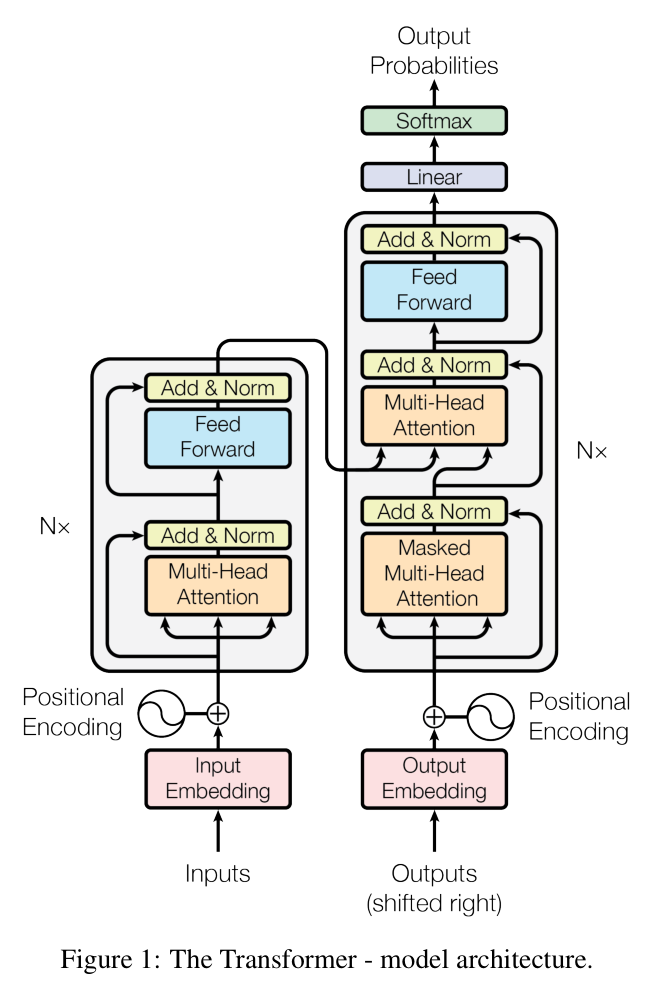 Output
Probabilities
Softmax
Linear
Add & Norm
Feed
Forward
Add & Norm
Multi-Head
Attention
Add & Norm
Masked
Multi-Head
Attention
N×
Add & Norm
Feed
Forward
Add & Norm
Multi-Head
Attention
N×
Positional
Encoding
Positional
Encoding
Input
Embedding
Output
Embedding
Inputs
Outputs
(shifted right)
Figure 1: The Transformer - model architecture.